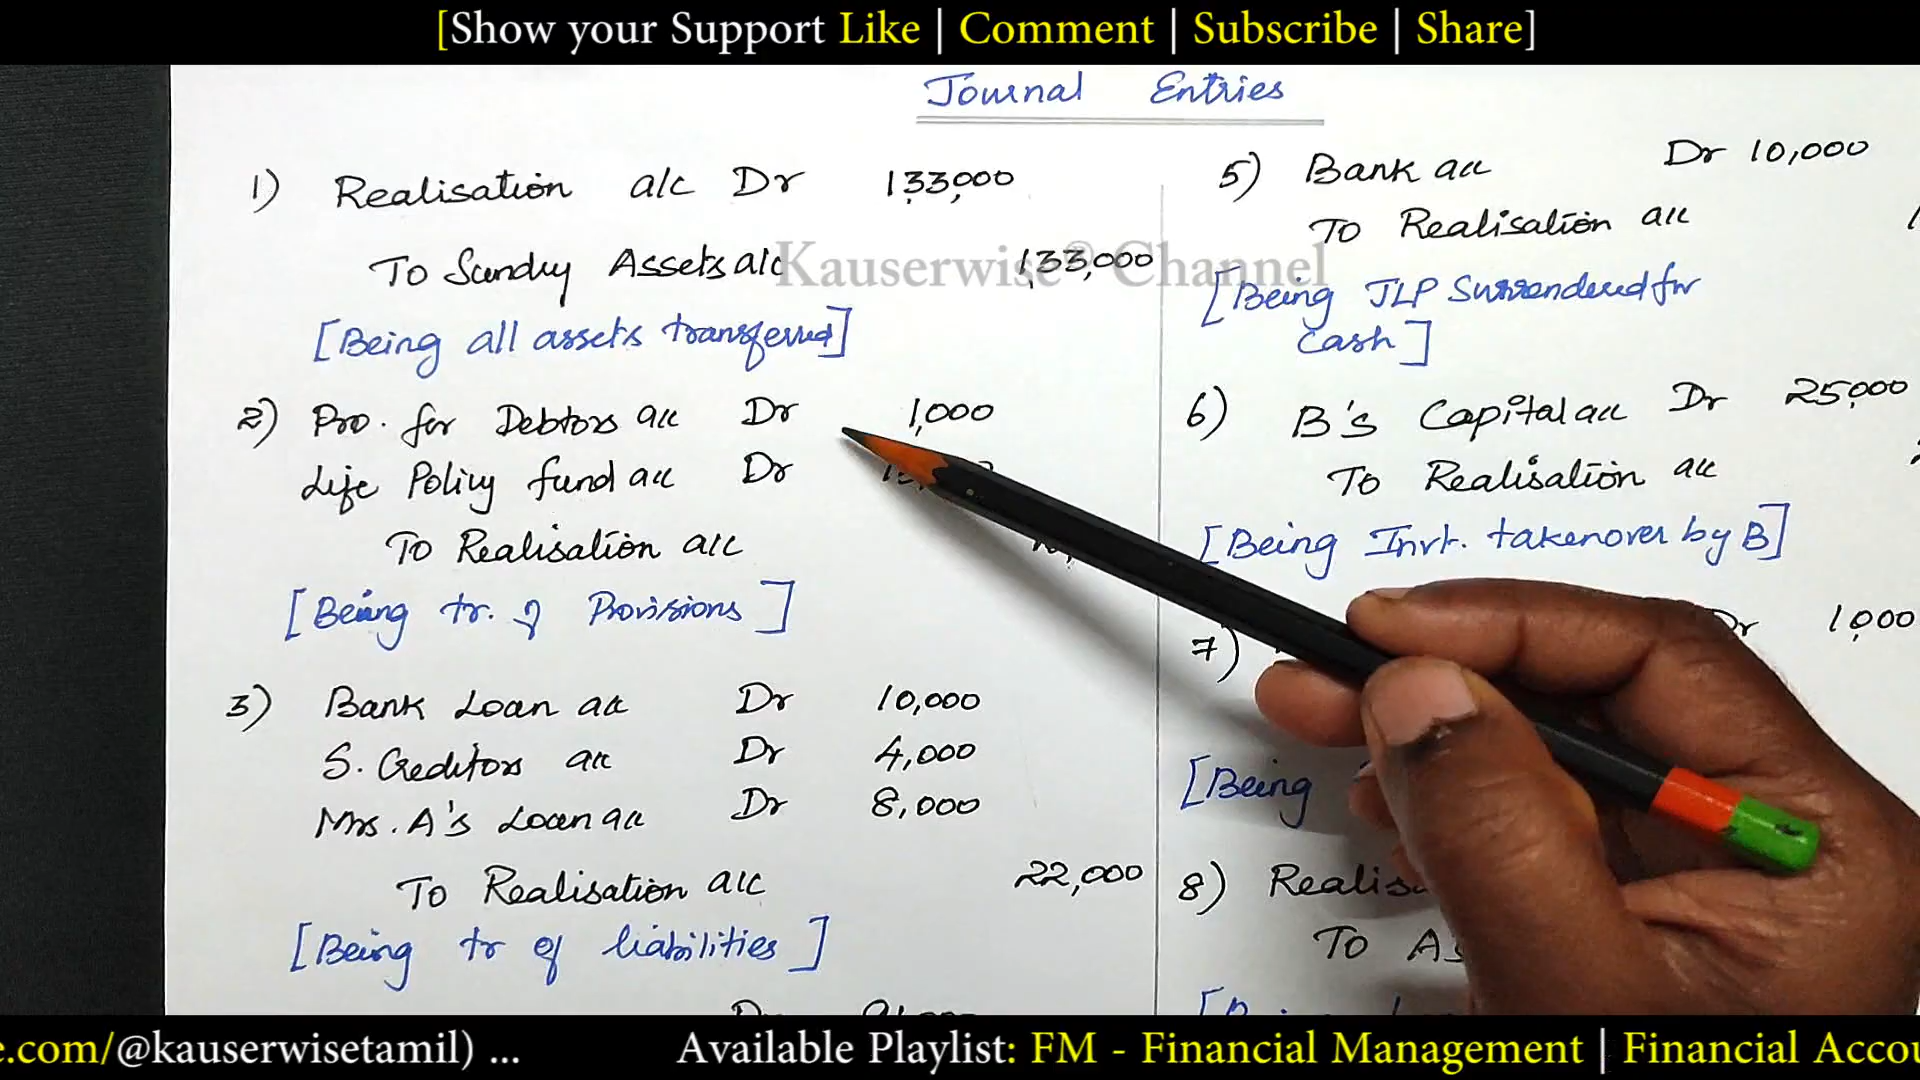 [Show your Support Like | Comment | Subscribe | Share]
Journal Entries
1) Realisation a/c Dr 133,000
To Sundry Assets a/c 133,000
[Being all assets transferred]
2) Pro. for Debtors a/c Dr 1,000
Life Policy fund a/c Dr
To Realisation a/c
[Being tr. of Provisions]
3) Bank Loan a/c Dr 10,000
S. Creditors a/c Dr 4,000
Mrs. A's Loan a/c Dr 8,000
To Realisation a/c 22,000
[Being tr of liabilities]
Dr
5) Bank a/c Dr 10,000
To Realisation a/c
[Being JLP Surrendered for
Cash]
6) B's Capital a/c Dr 25,000
To Realisation a/c
[Being Invt. takenover by B]
7) Dr 1,000
[Being
8)
To
Kauserwise® Channel
e.com/@kauserwisetamil) ... Available Playlist: FM - Financial Management | Financial Accou